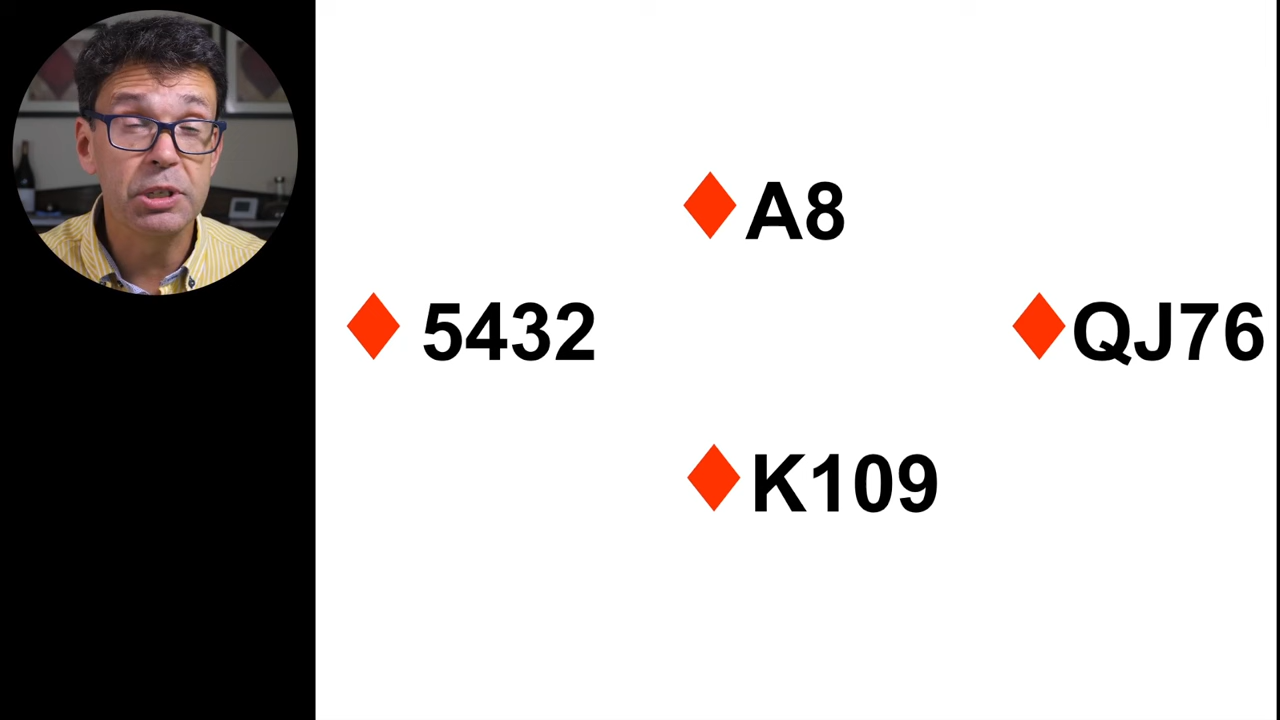 ♦ A8
♦ 5432
♦ QJ76
♦ K109